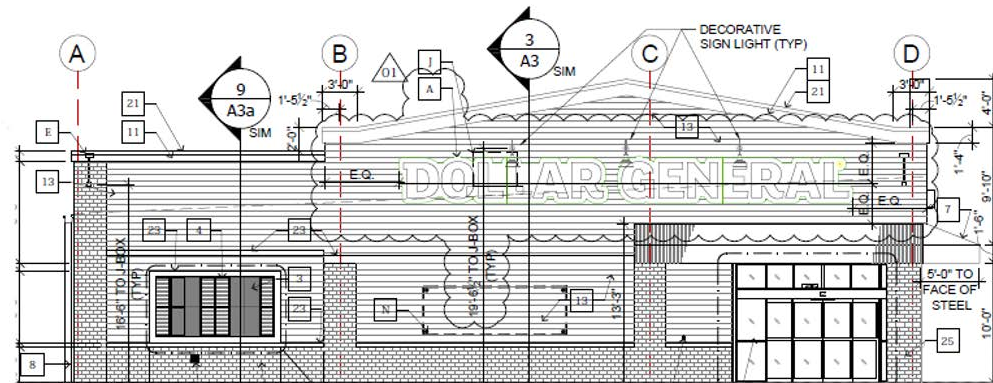 A
B
C
D
3
A3
SIM
9
A3a
SIM
01
J
A
DECORATIVE
SIGN LIGHT (TYP)
11
21
3'-0"
1'-5½"
3'-0"
1'-5½"
4'-0"
21
11
E
13
2'-0"
13
1'-4"
9'-10"
DOLLAR GENERAL
E.Q.
E.Q.
E.Q.
E.Q.
7
1'-6"
23
4
23
16'-6" TO J-BOX
(TYP)
19'-6½" TO J-BOX
(TYP)
3
23
N
13
13'-3"
5'-0" TO
FACE OF
STEEL
10'-0"
25
8